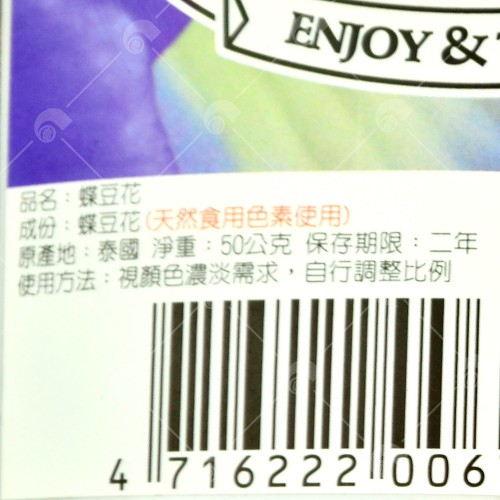 ENJOY &
品名：蝶豆花
成份：蝶豆花(天然食用色素使用)
原產地：泰國 淨重：50公克 保存期限：二年
使用方法：視顏色濃淡需求，自行調整比例
4 716222 006